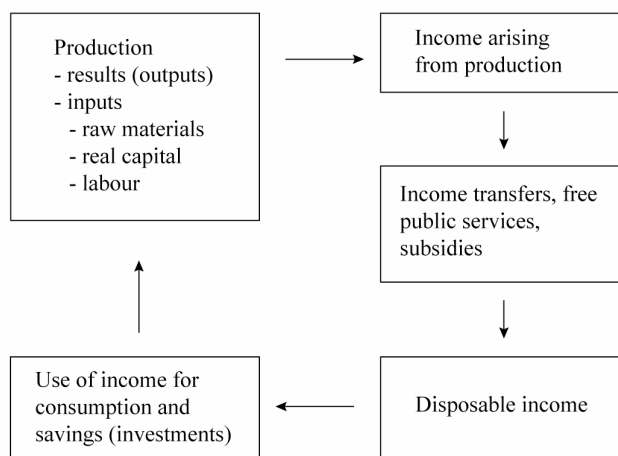 Production
- results (outputs)
- inputs
- raw materials
- real capital
- labour
Income arising
from production
Income transfers, free
public services,
subsidies
Disposable income
Use of income for
consumption and
savings (investments)